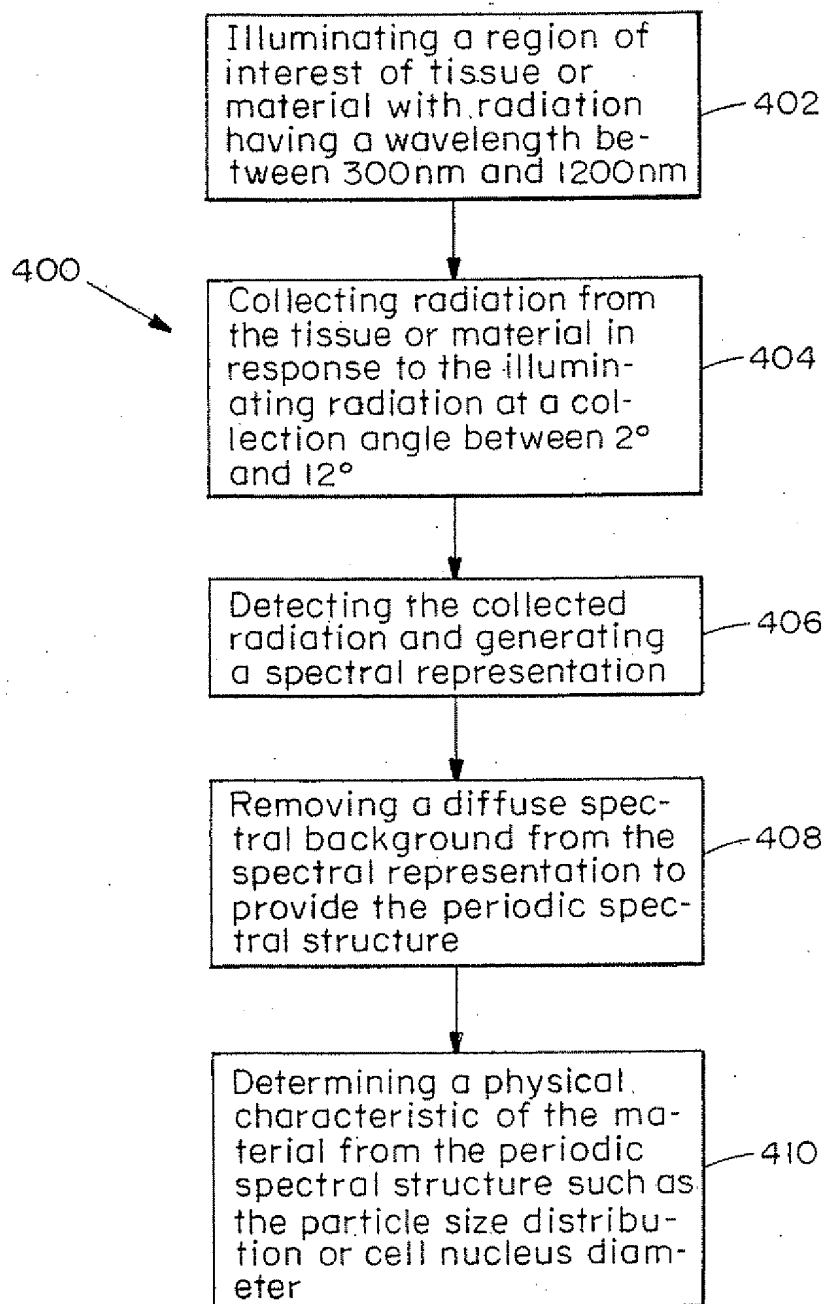 Illuminating a region of
interest of tissue or
material with radiation
having a wavelength be-
tween 300nm and 1200nm
402
400
Collecting radiation from
the tissue or material in
response to the illumin-
ating radiation at a col-
lection angle between 2°
and 12°
404
Detecting the collected
radiation and generating
a spectral representation
406
Removing a diffuse spec-
tral background from the
spectral representation to
provide the periodic spec-
tral structure
408
Determining a physical
characteristic of the ma-
terial from the periodic
spectral structure such as
the particle size distribu-
tion or cell nucleus diam-
eter
410